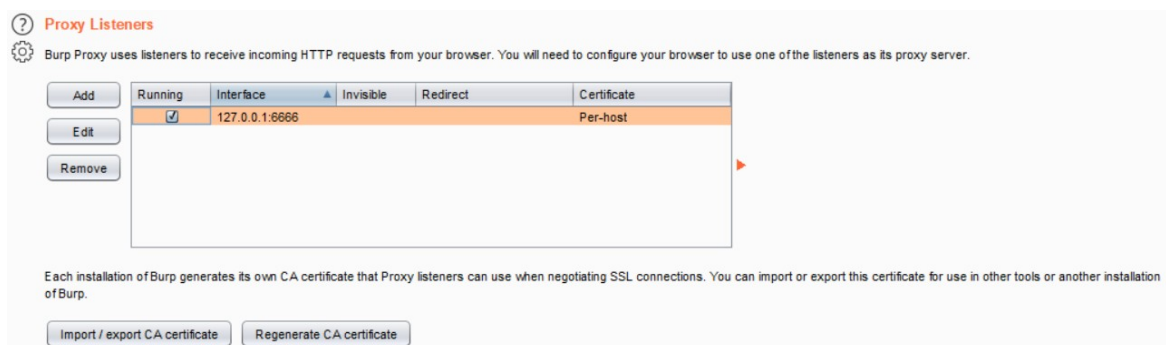 Proxy Listeners
Burp Proxy uses listeners to receive incoming HTTP requests from your browser. You will need to configure your browser to use one of the listeners as its proxy server.
Add
Running Interface Invisible Redirect Certificate
127.0.0.1:6666 Per-host
Edit
Remove
Each installation of Burp generates its own CA certificate that Proxy listeners can use when negotiating SSL connections. You can import or export this certificate for use in other tools or another installation
of Burp.
Import / export CA certificate Regenerate CA certificate